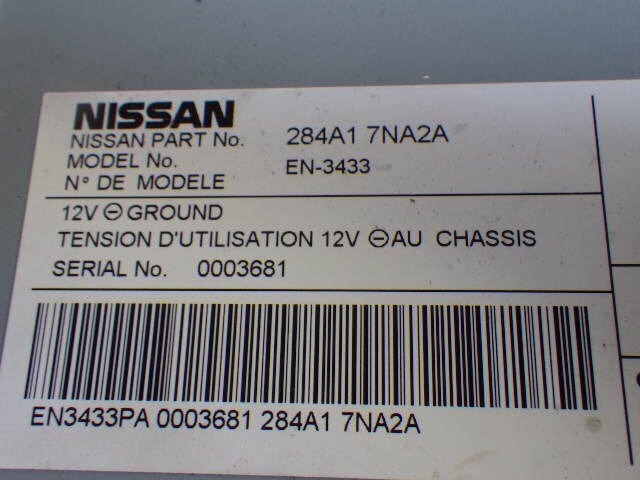 NISSAN
NISSAN PART No. 284A1 7NA2A
MODEL No. EN-3433
N° DE MODELE
12V ⊖ GROUND
TENSION D'UTILISATION 12V ⊖ AU CHASSIS
SERIAL No. 0003681
EN3433PA 0003681 284A1 7NA2A